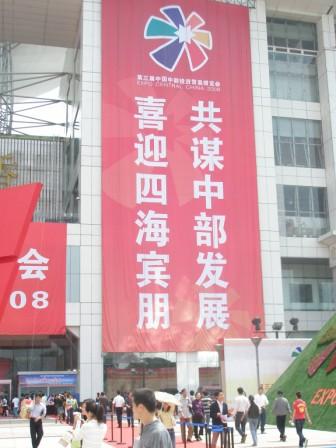 第三届中国中部投资贸易博览会
EXPO CENTRAL CHINA 2008
共谋中部发展
喜迎四海宾朋
会
08
EXPO